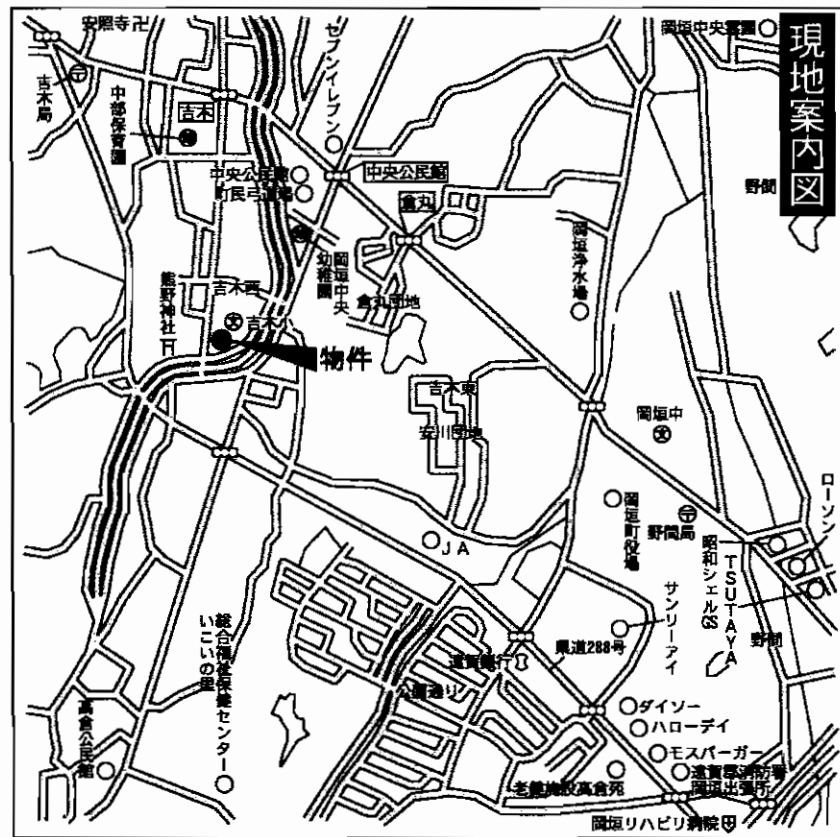 現地案内図
安照寺
吉木局
中部保育園
吉木
セブンイレブン
岡垣中央霊園
野間
中央公民館
町民弓道場
中央公民館
倉丸
岡垣中央
幼稚園
倉丸団地
岡垣浄水場
吉木西
熊野神社
吉木小
物件
吉木東
安川団地
岡垣中
岡垣町役場
野間局
ローソン
昭和シェルGS
TSUTAYA
野間
JA
サンリーアイ
県道288号
遠賀銀行
公園通り
総合福祉保健センター
いこいの里
高倉公民館
ダイソー
ハローデイ
モスバーガー
遠賀郡消防署
岡垣出張所
老健施設高倉苑
岡垣リハビリ病院